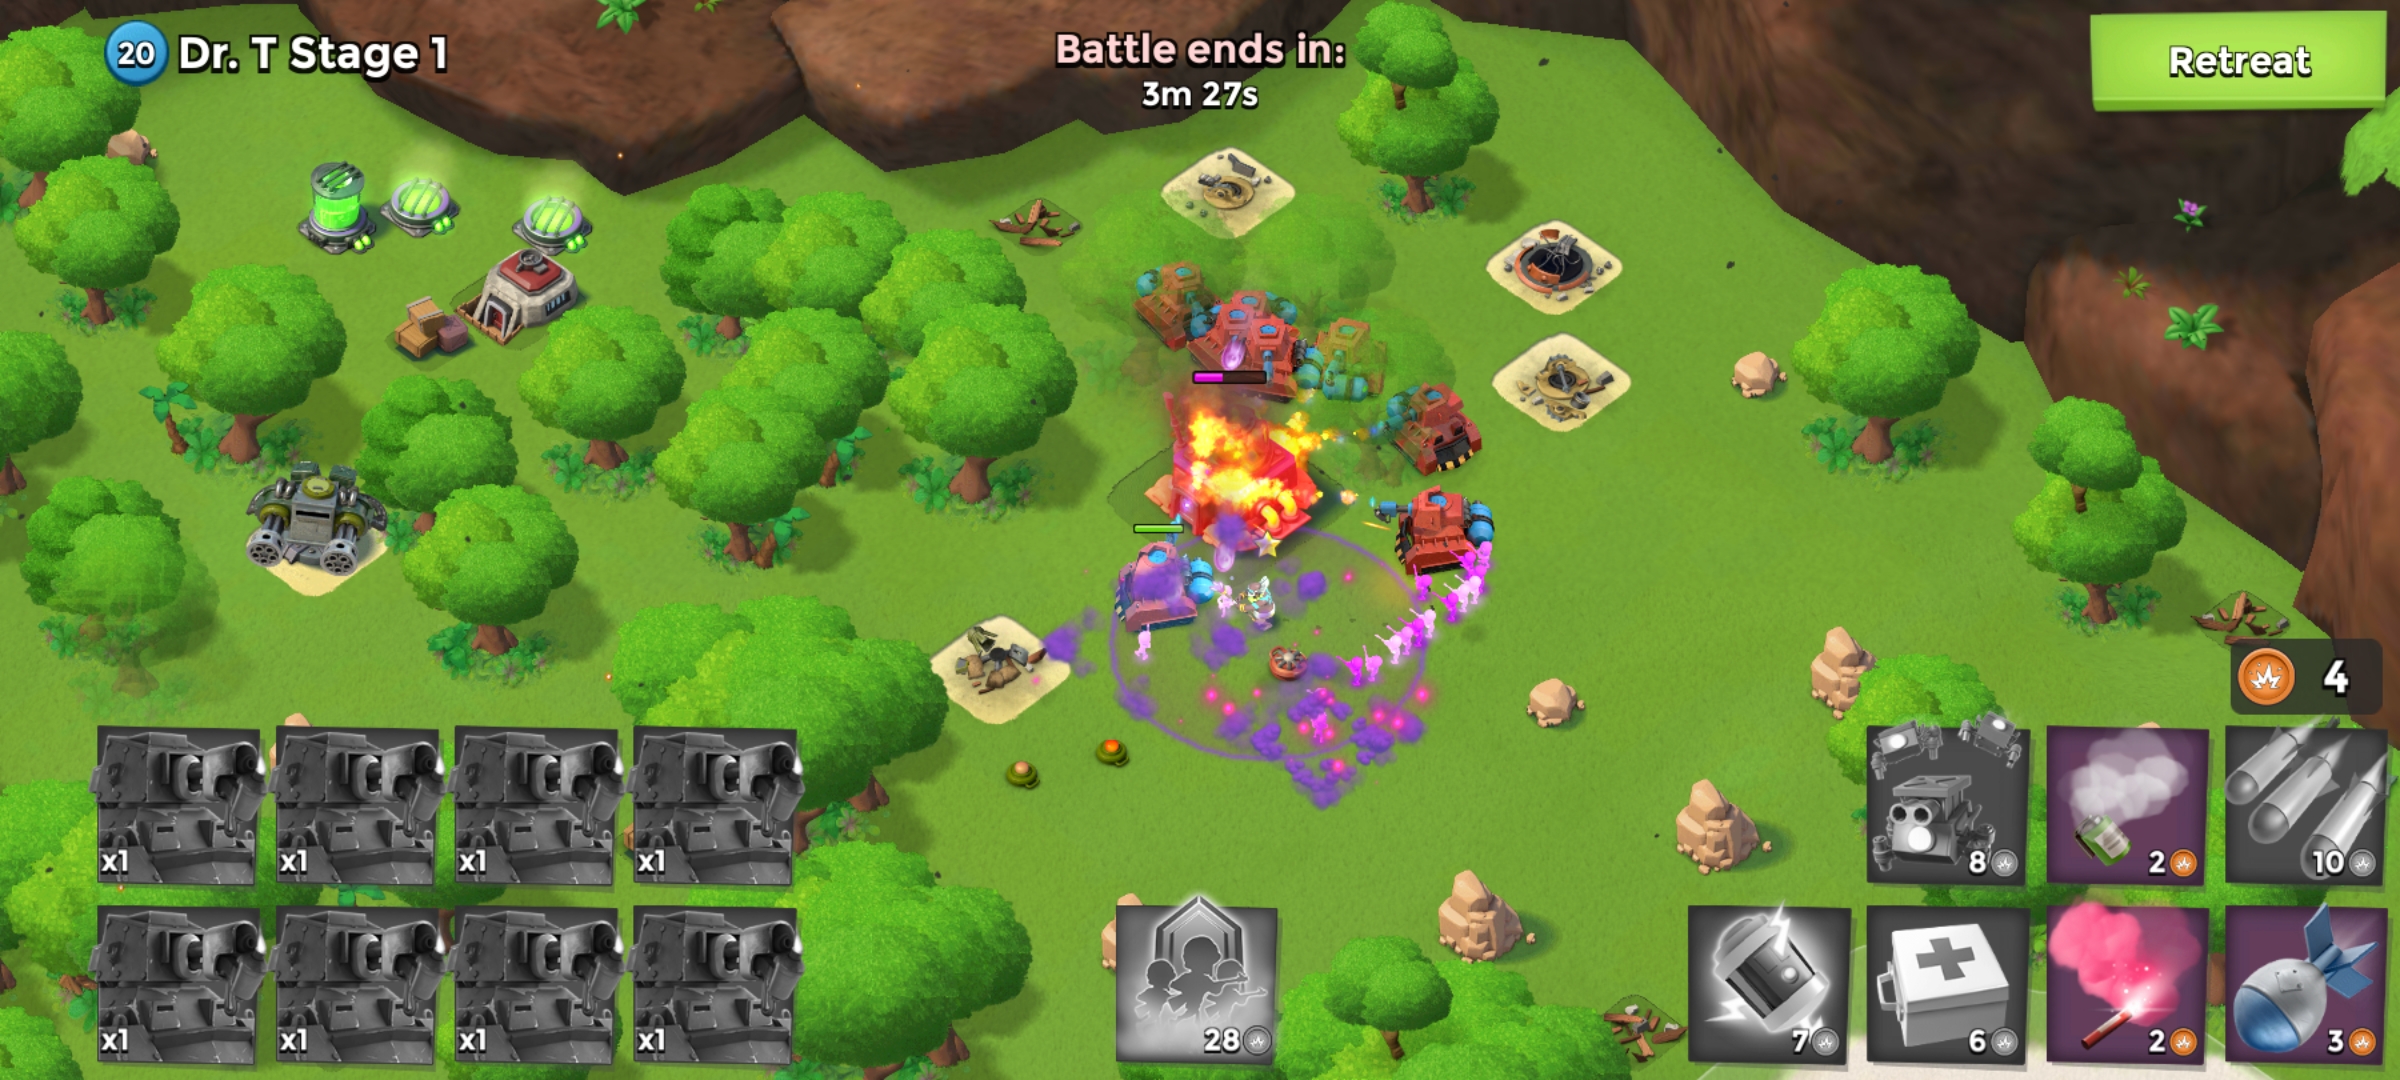 20 Dr. T Stage 1
Battle ends in:
3m 27s
Retreat
4
x1 x1 x1 x1
8 2 10
x1 x1 x1 x1
28 7 6 2 3